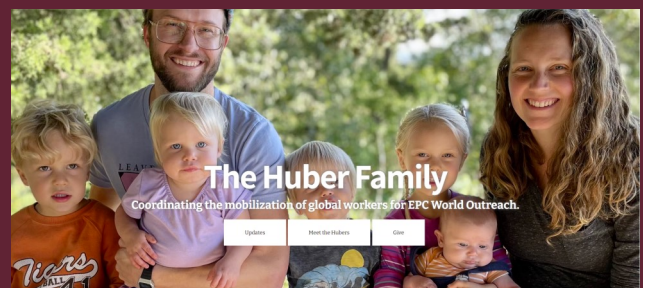 The Huber Family
Coordinating the mobilization of global workers for EPC World Outreach.
Updates
Meet the Hubers
Give
Tigers
BALL